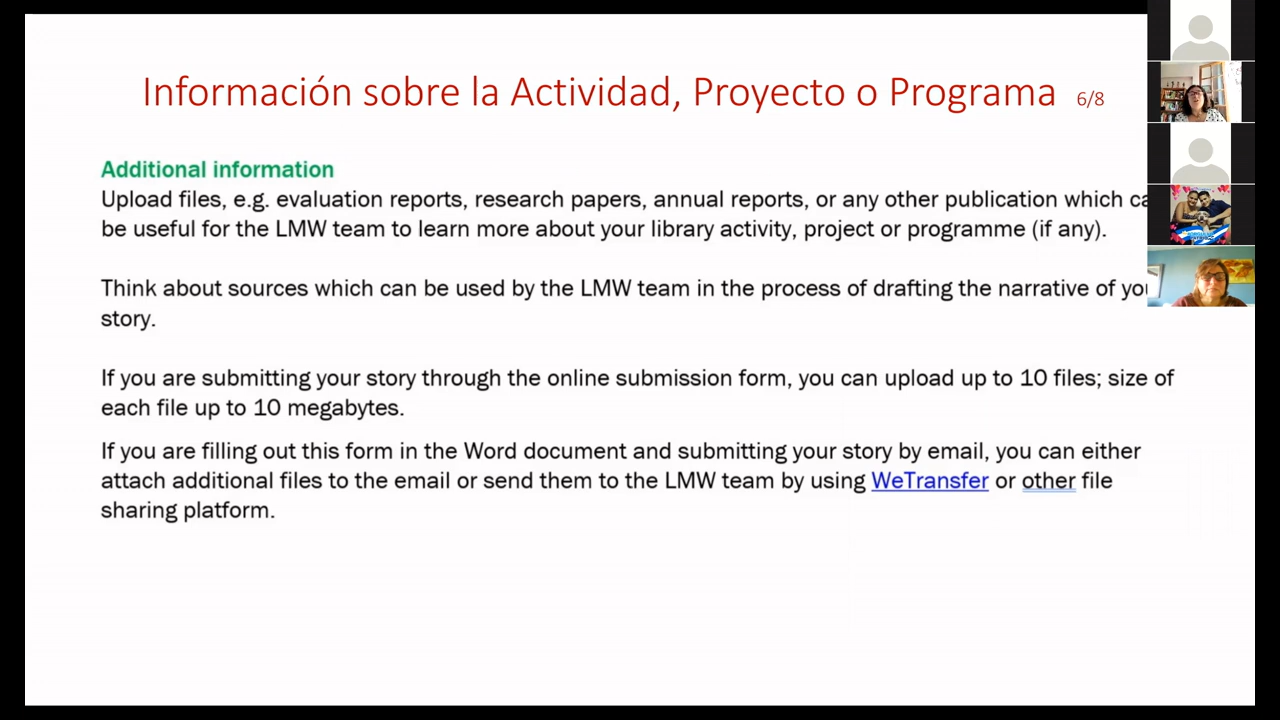 Información sobre la Actividad, Proyecto o Programa 6/8
Additional information
Upload files, e.g. evaluation reports, research papers, annual reports, or any other publication which
be useful for the LMW team to learn more about your library activity, project or programme (if any).
Think about sources which can be used by the LMW team in the process of drafting the narrative of
story.
If you are submitting your story through the online submission form, you can upload up to 10 files; size of
each file up to 10 megabytes.
If you are filling out this form in the Word document and submitting your story by email, you can either
attach additional files to the email or send them to the LMW team by using WeTransfer or other file
sharing platform.